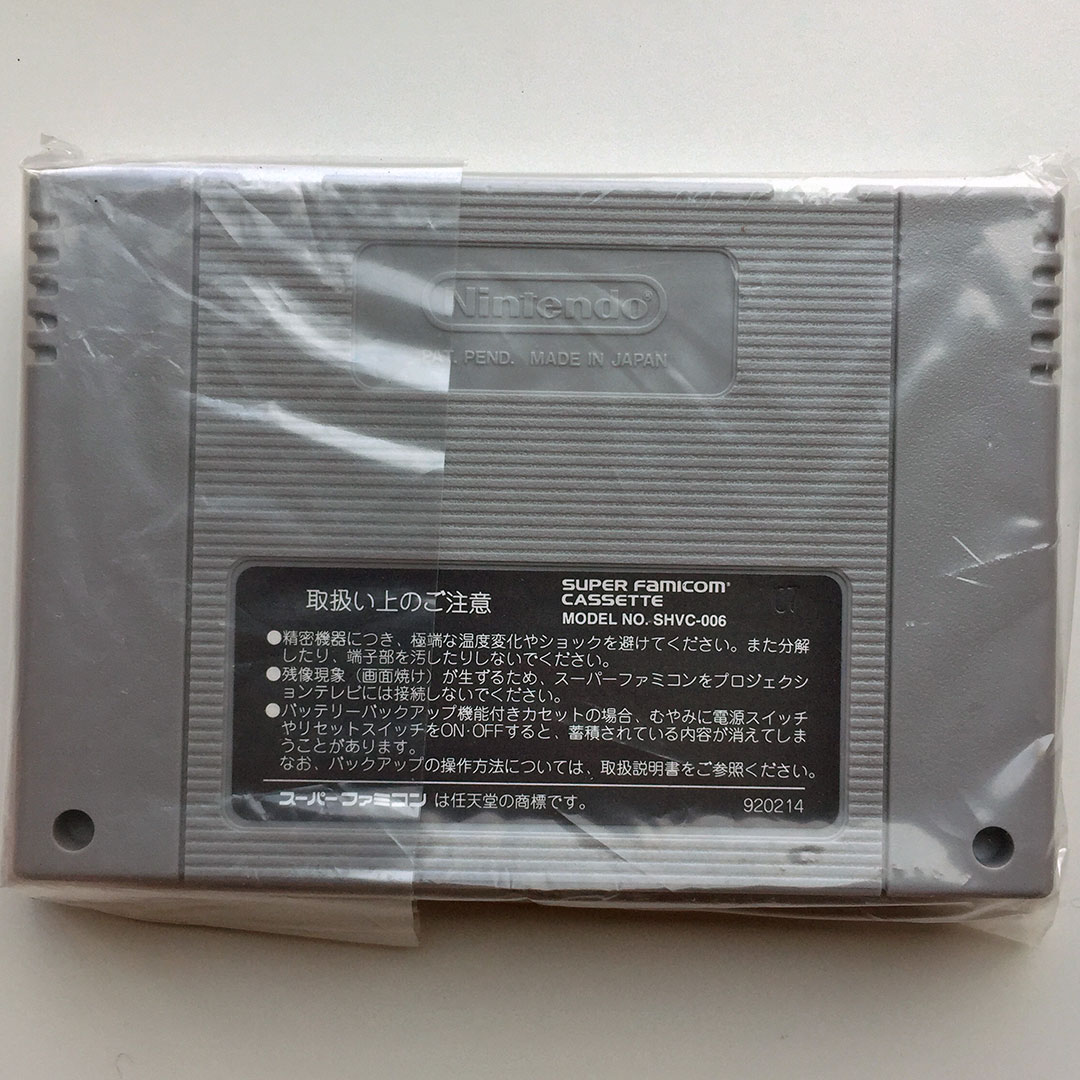 Nintendo®
PAT. PEND. MADE IN JAPAN
取扱い上のご注意
SUPER FAMICOM®
CASSETTE
MODEL NO. SHVC-006
●精密機器につき、極端な温度変化やショックを避けてください。また分解
したり、端子部を汚したりしないでください。
●残像現象（画面焼け）が生ずるため、スーパーファミコンをプロジェクシ
ョンテレビには接続しないでください。
●バッテリーバックアップ機能付きカセットの場合、むやみに電源スイッチ
やリセットスイッチをON·OFFすると、蓄積されている内容が消えてしま
うことがあります。
なお、バックアップの操作方法については、取扱説明書をご参照ください。
スーパーファミコン は任天堂の商標です。
920214